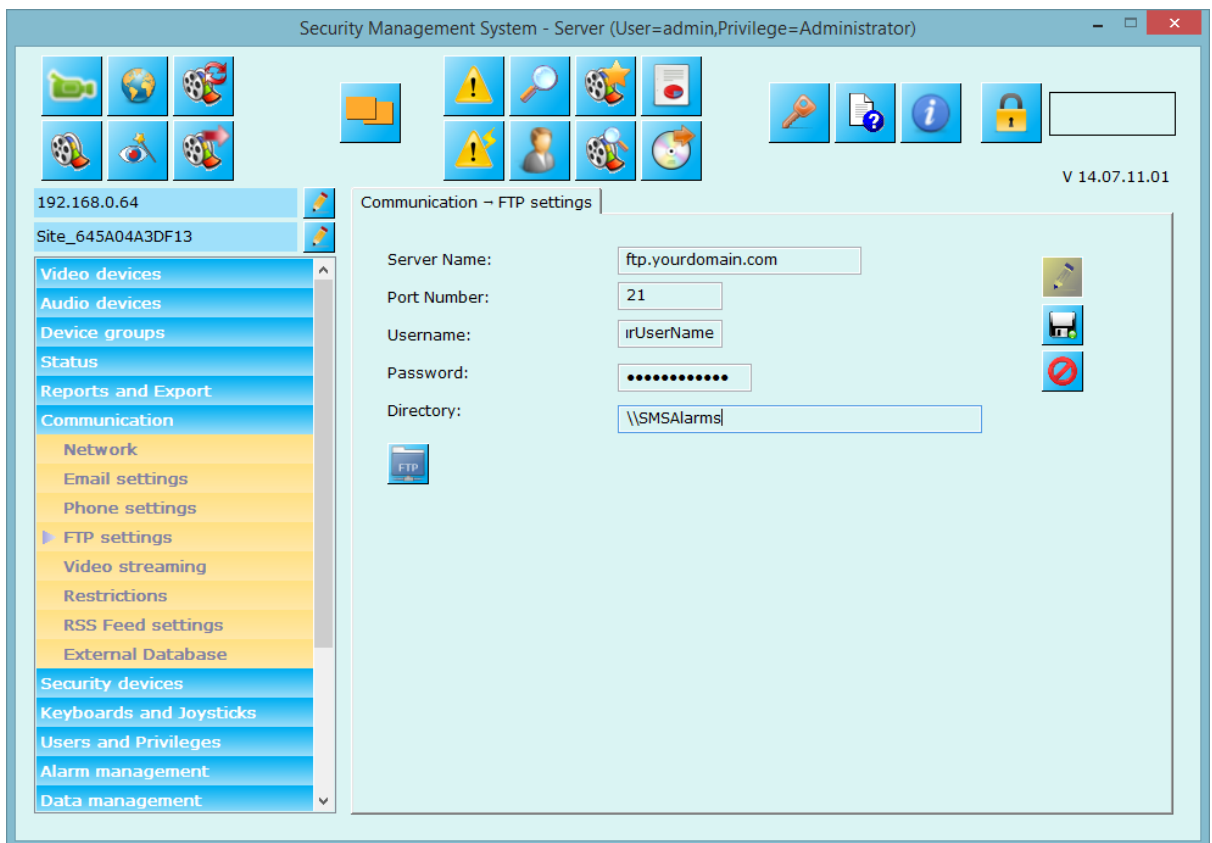 Security Management System - Server (User=admin,Privilege=Administrator)
V 14.07.11.01
192.168.0.64
Site_645A04A3DF13
Video devices
Audio devices
Device groups
Status
Reports and Export
Communication
Network
Email settings
Phone settings
FTP settings
Video streaming
Restrictions
RSS Feed settings
External Database
Security devices
Keyboards and Joysticks
Users and Privileges
Alarm management
Data management
Communication → FTP settings
Server Name: ftp.yourdomain.com
Port Number: 21
Username: ırUserName
Password: ••••••••••••
Directory: \\SMSAlarms
FTP